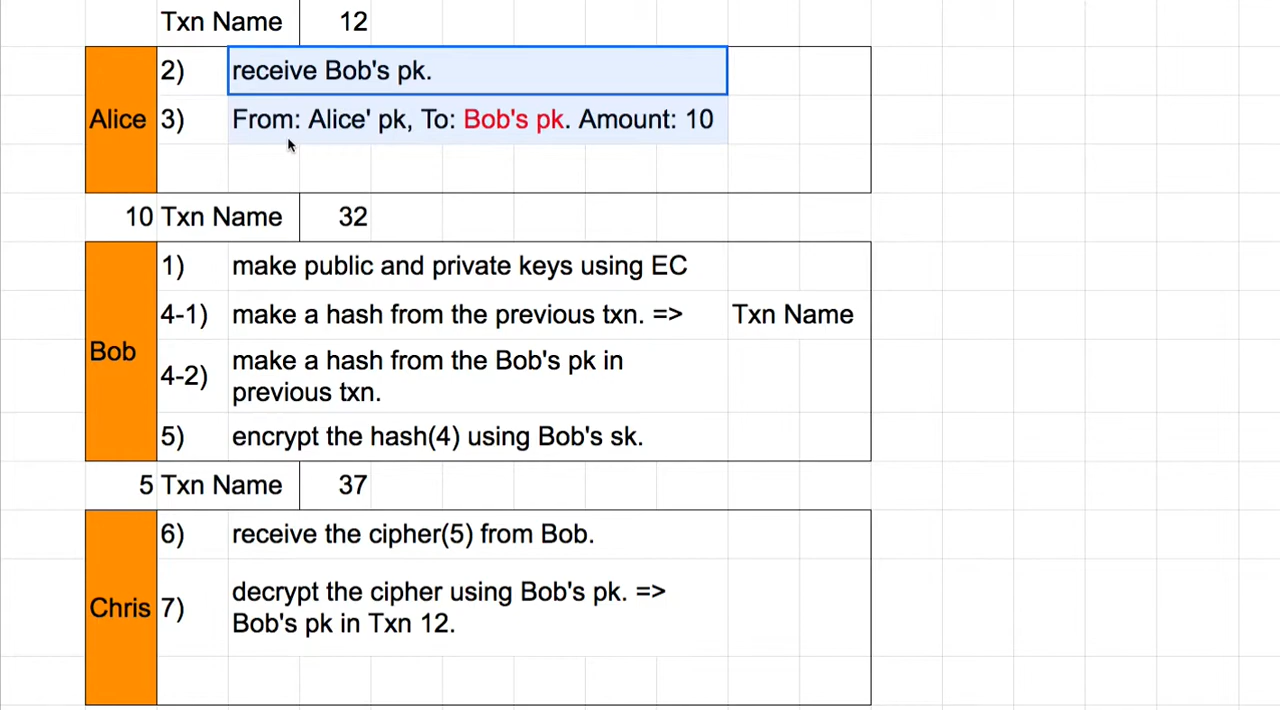 Txn Name 12
2) receive Bob's pk.
Alice 3) From: Alice' pk, To: Bob's pk. Amount: 10
10 Txn Name 32
1) make public and private keys using EC
4-1) make a hash from the previous txn. => Txn Name
Bob
4-2) make a hash from the Bob's pk in
previous txn.
5) encrypt the hash(4) using Bob's sk.
5 Txn Name 37
6) receive the cipher(5) from Bob.
Chris 7) decrypt the cipher using Bob's pk. =>
Bob's pk in Txn 12.